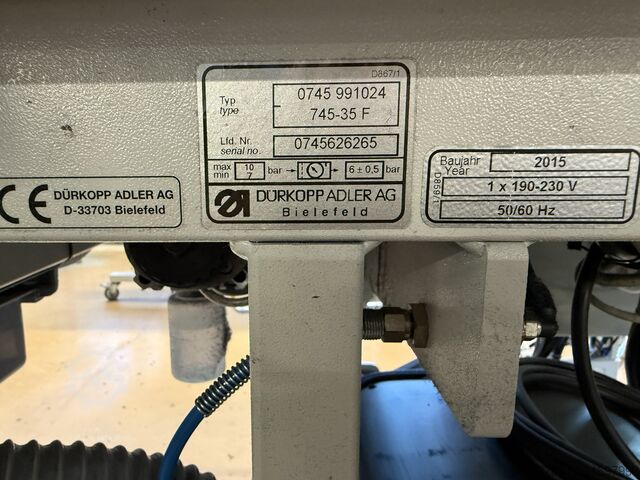 D867/1
Typ
type
0745 991024
745-35 F
Lfd. Nr.
serial no.
0745626265
max
min
10
7
bar
6 ± 0,5
bar
DÜRKOPP ADLER AG
Bielefeld
CE
DÜRKOPP ADLER AG
D-33703 Bielefeld
Baujahr
Year
2015
1 x 190-230 V
50/60 Hz
D859/1